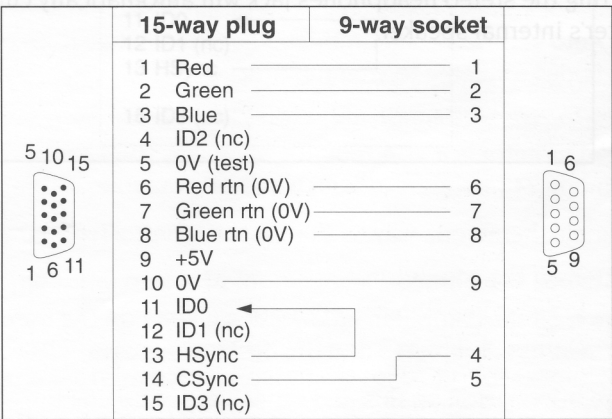 15-way plug 9-way socket
1 Red 1
2 Green 2
3 Blue 3
4 ID2 (nc)
5 0V (test)
6 Red rtn (0V) 6
7 Green rtn (0V) 7
8 Blue rtn (0V) 8
9 +5V
10 0V 9
11 ID0
12 ID1 (nc)
13 HSync 4
14 CSync 5
15 ID3 (nc)
5 10 15
1 6 11
1 6
5 9